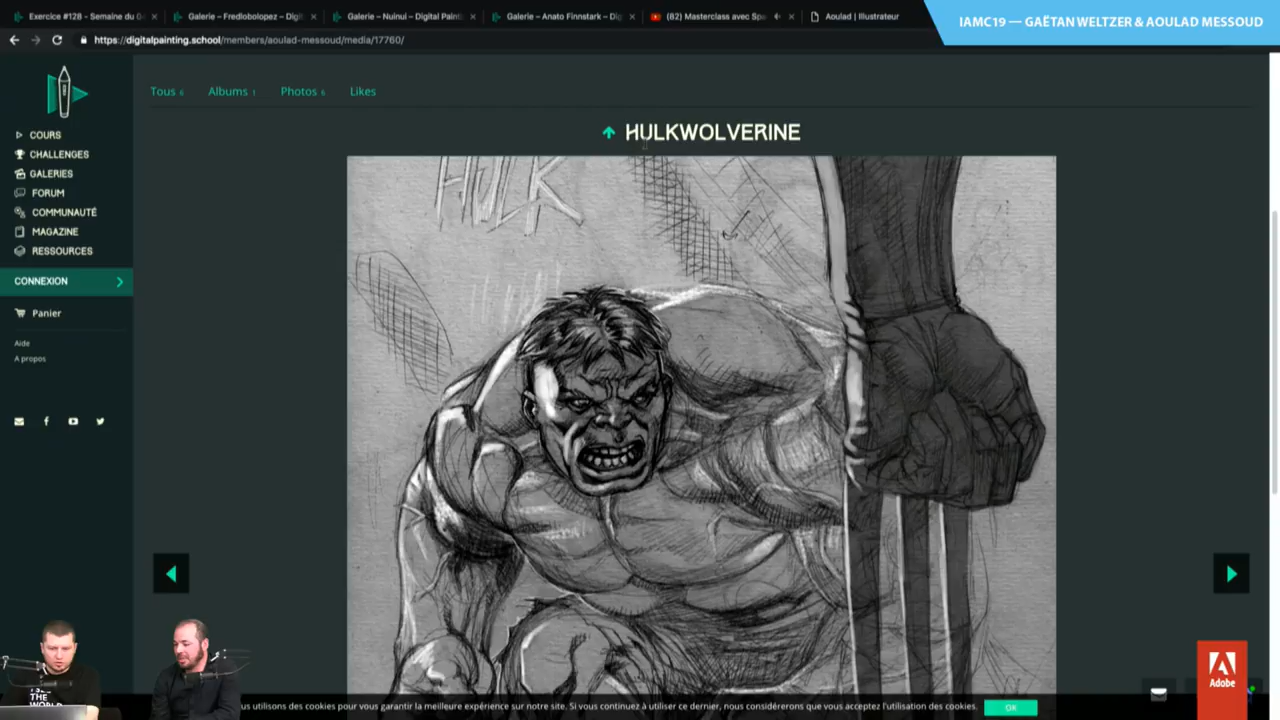 Exercice #128 – Semaine du G
Galerie – Fredlobolopez – Digit
Galerie – Nuinui – Digital Painti
Galerie – Anato Finnstark – Dig
(82) Masterclass avec Spe
Aoulad | Illustrateur
IAMC19 — GAËTAN WELTZER & AOULAD MESSOUD
https://digitalpainting.school/members/aoulad-messoud/media/17760/
Tous 6
Albums 1
Photos 6
Likes
HULKWOLVERINE
HULK
COURS
CHALLENGES
GALERIES
FORUM
COMMUNAUTÉ
MAGAZINE
RESSOURCES
CONNEXION
Panier
Aide
A propos
THE
WORLD
us utilisons des cookies pour vous garantir la meilleure expérience sur notre site. Si vous continuez à utiliser ce dernier, nous considérerons que vous acceptez l'utilisation des cookies.
OK
Adobe